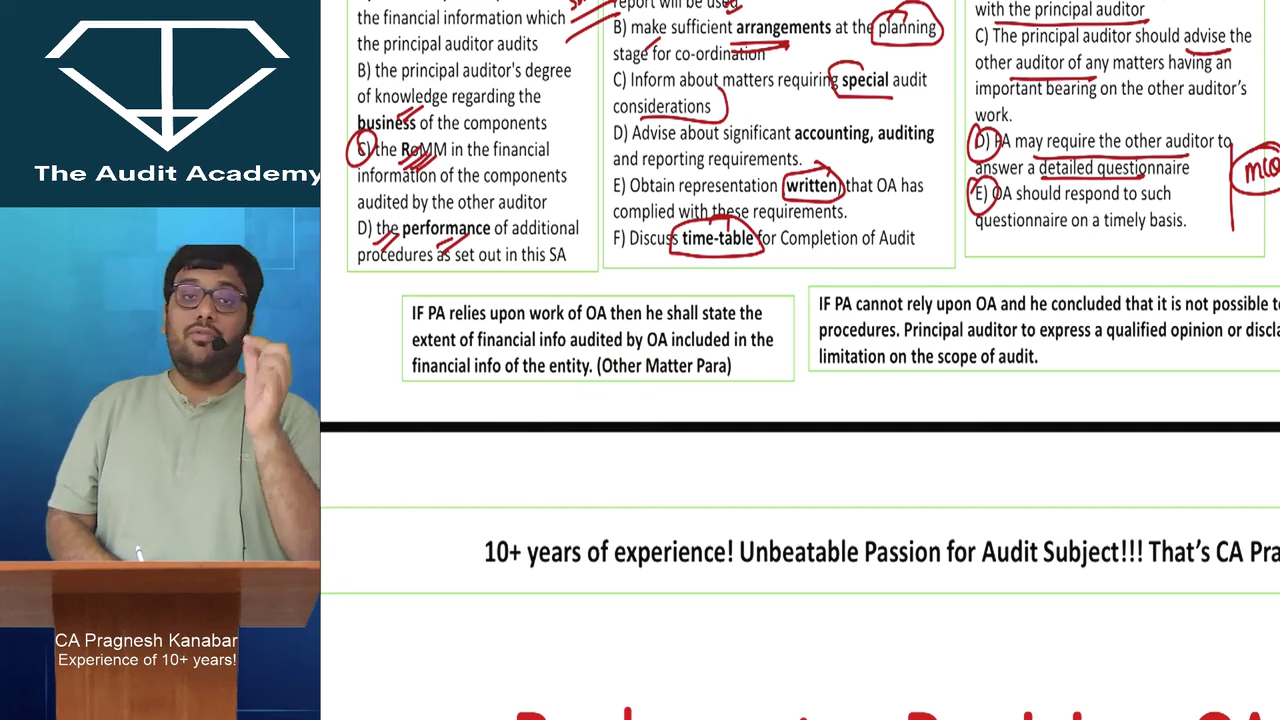 The Audit Academy
CA Pragnesh Kanabar
Experience of 10+ years!
the financial information which
the principal auditor audits
B) the principal auditor's degree
of knowledge regarding the
business of the components
C) the RoMM in the financial
information of the components
audited by the other auditor
D) the performance of additional
procedures as set out in this SA
report will be used.
B) make sufficient arrangements at the planning
stage for co-ordination
C) Inform about matters requiring special audit
considerations
D) Advise about significant accounting, auditing
and reporting requirements.
E) Obtain representation written that OA has
complied with these requirements.
F) Discuss time-table for Completion of Audit
with the principal auditor
C) The principal auditor should advise the
other auditor of any matters having an
important bearing on the other auditor's
work.
D) PA may require the other auditor to
answer a detailed questionnaire
E) OA should respond to such
questionnaire on a timely basis.
IF PA relies upon work of OA then he shall state the
extent of financial info audited by OA included in the
financial info of the entity. (Other Matter Para)
IF PA cannot rely upon OA and he concluded that it is not possible to
procedures. Principal auditor to express a qualified opinion or discla
limitation on the scope of audit.
10+ years of experience! Unbeatable Passion for Audit Subject!!! That's CA Pra